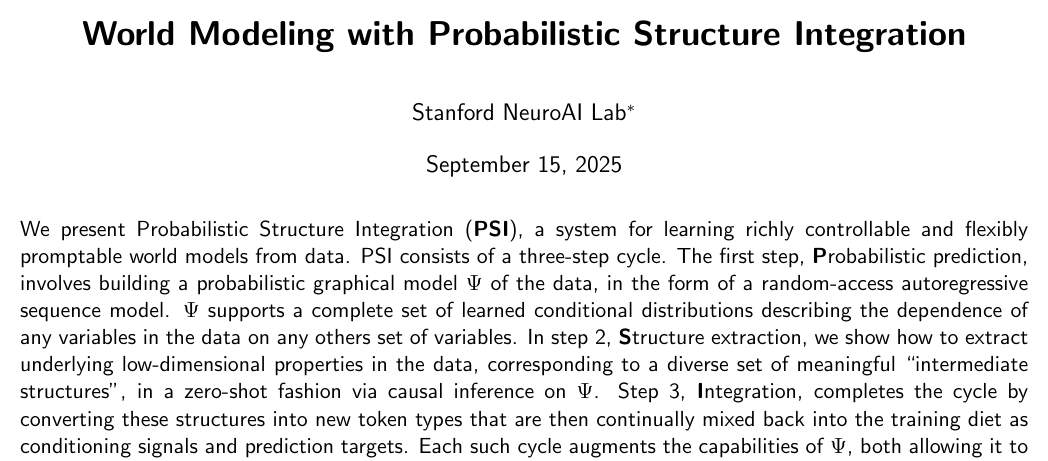 World Modeling with Probabilistic Structure Integration
Stanford NeuroAI Lab*
September 15, 2025
We present Probabilistic Structure Integration (PSI), a system for learning richly controllable and flexibly
promptable world models from data. PSI consists of a three-step cycle. The first step, Probabilistic prediction,
involves building a probabilistic graphical model Ψ of the data, in the form of a random-access autoregressive
sequence model. Ψ supports a complete set of learned conditional distributions describing the dependence of
any variables in the data on any others set of variables. In step 2, Structure extraction, we show how to extract
underlying low-dimensional properties in the data, corresponding to a diverse set of meaningful “intermediate
structures”, in a zero-shot fashion via causal inference on Ψ. Step 3, Integration, completes the cycle by
converting these structures into new token types that are then continually mixed back into the training diet as
conditioning signals and prediction targets. Each such cycle augments the capabilities of Ψ, both allowing it to